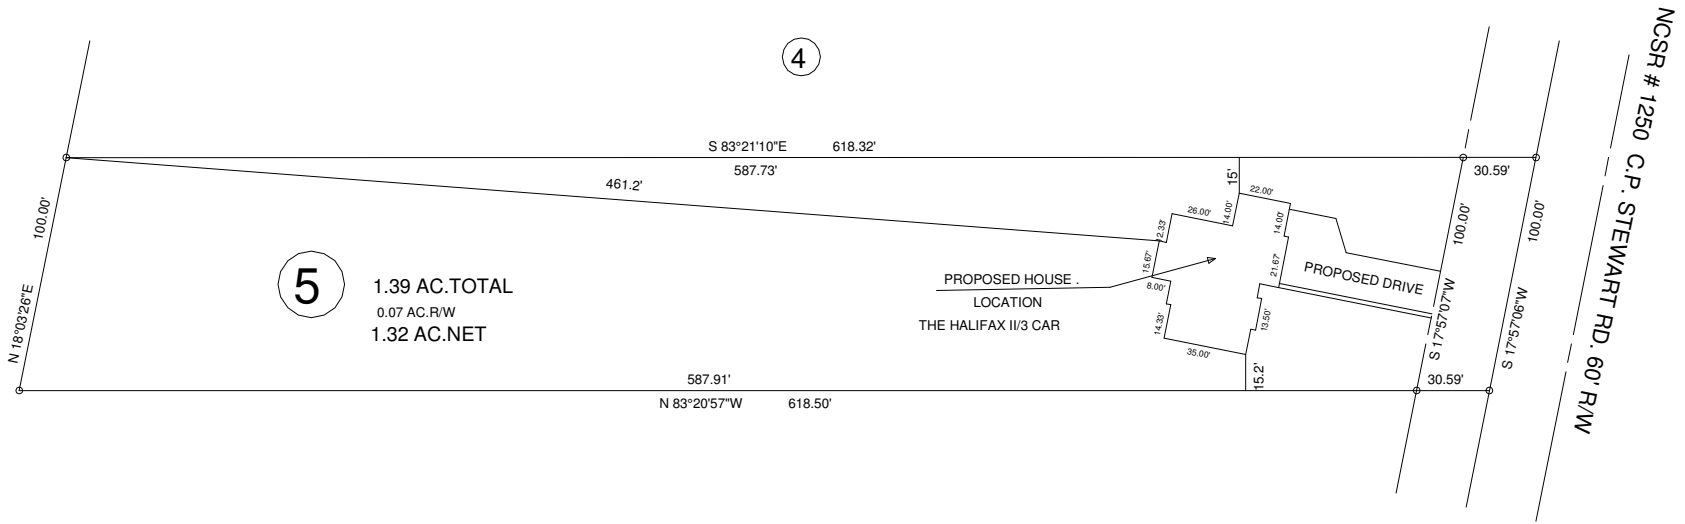 4
NCSR # 1250 C.P. STEWART RD. 60' R/W
S 83°21'10"E 618.32'
587.73'
30.59'
461.2'
15'
22.00'
26.00'
14.00'
14.00'
12.33'
15.67'
21.67'
8.00'
14.33'
13.50'
35.00'
15.2'
100.00'
N 18°03'26"E
100.00'
S 17°57'07"W
100.00'
S 17°57'06"W
PROPOSED DRIVE
PROPOSED HOUSE .
LOCATION
THE HALIFAX II/3 CAR
5
1.39 AC.TOTAL
0.07 AC.R/W
1.32 AC.NET
587.91'
30.59'
N 83°20'57"W 618.50'